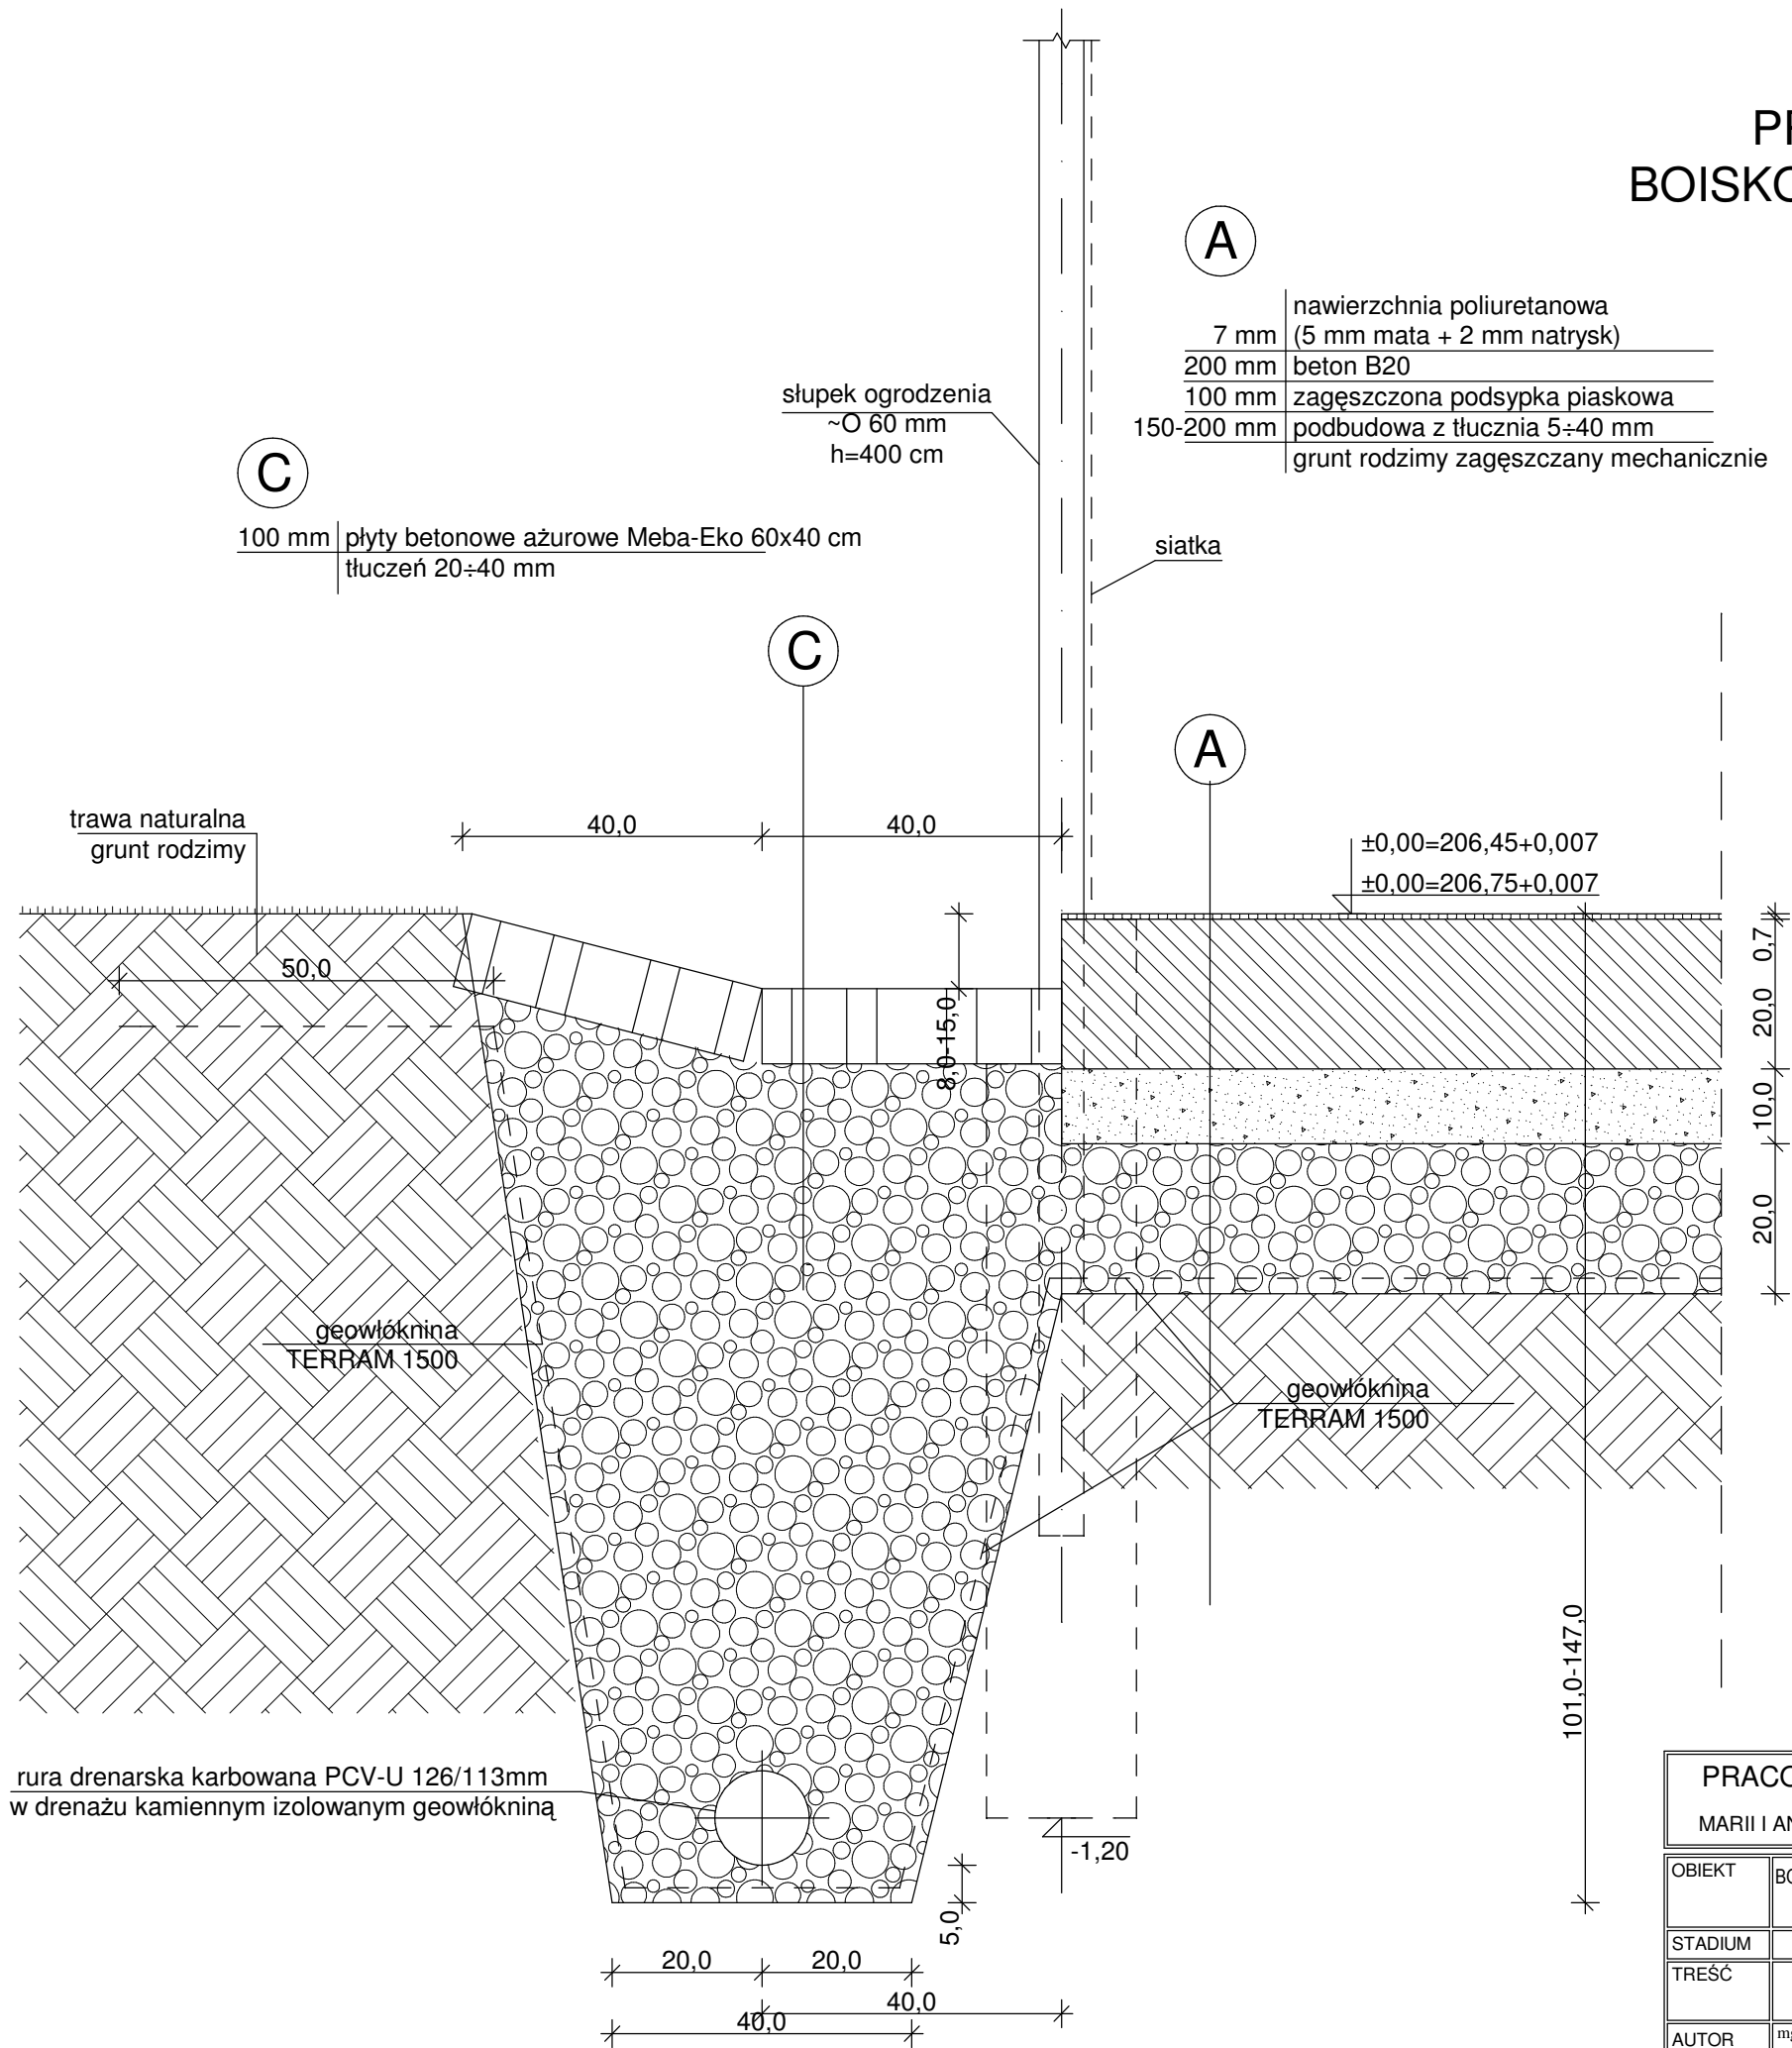 A
nawierzchnia poliuretanowa
7 mm (5 mm mata + 2 mm natrysk)
200 mm beton B20
100 mm zagęszczona podsypka piaskowa
150-200 mm podbudowa z tłucznia 5÷40 mm
grunt rodzimy zagęszczany mechanicznie
słupek ogrodzenia
~O 60 mm
h=400 cm
C
100 mm płyty betonowe ażurowe Meba-Eko 60x40 cm
tłuczeń 20÷40 mm
siatka
C
A
trawa naturalna
grunt rodzimy
40,0
40,0
±0,00=206,45+0,007
±0,00=206,75+0,007
50,0
8,0-15,0
0,7
20,0
10,0
20,0
geowłóknina
TERRAM 1500
geowłóknina
TERRAM 1500
101,0-147,0
rura drenarska karbowana PCV-U 126/113mm
w drenażu kamiennym izolowanym geowłókniną
-1,20
5,0
20,0
20,0
40,0
40,0
BOISKO
MARII I
OBIEKT
STADIUM
TREŚĆ
AUTOR